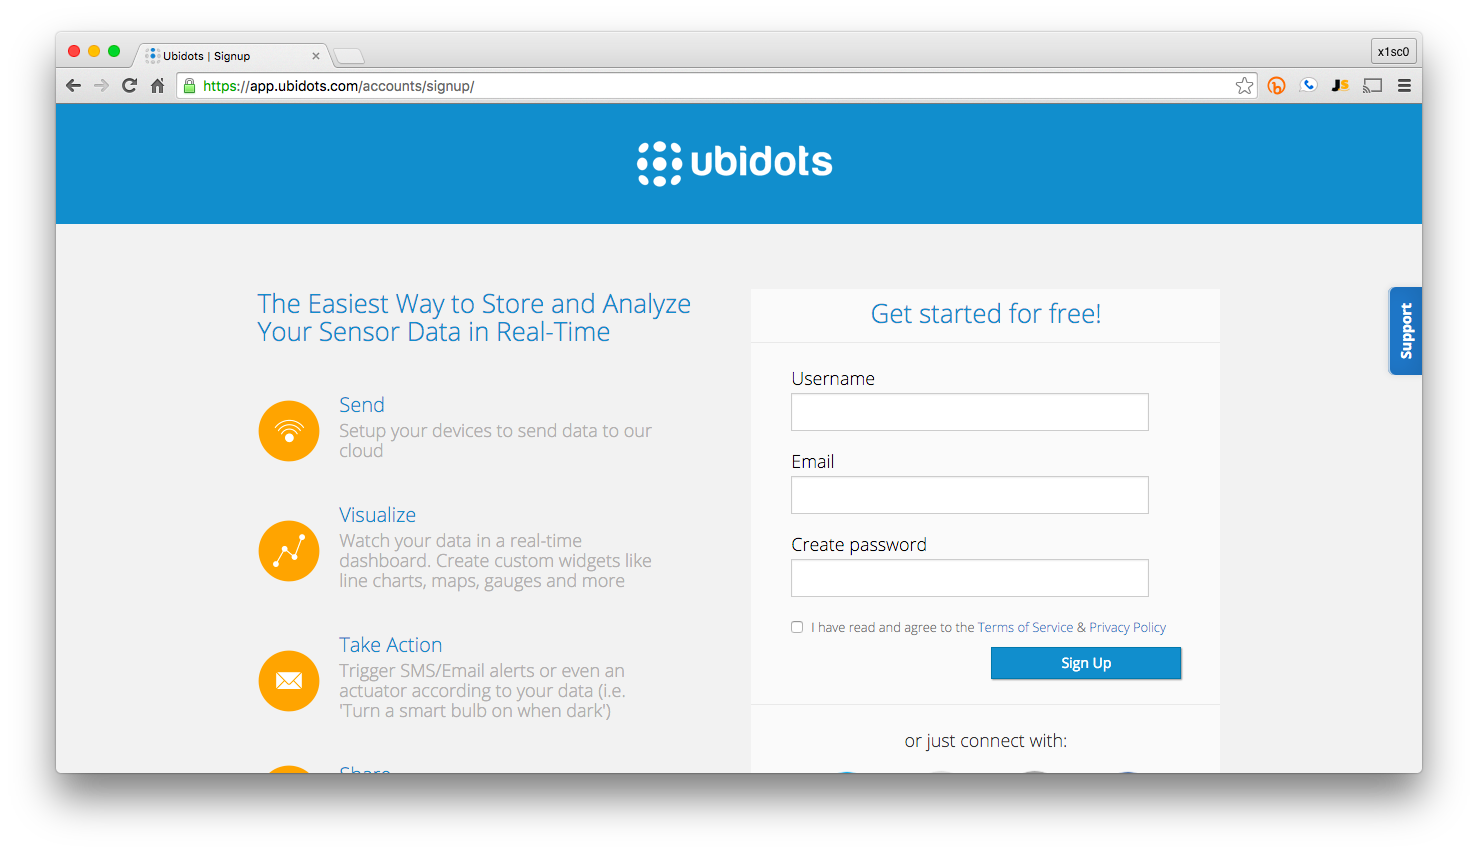 Ubidots | Signup
x1sc0
https://app.ubidots.com/accounts/signup/
ubidots
The Easiest Way to Store and Analyze
Your Sensor Data in Real-Time
Send
Setup your devices to send data to our
cloud
Visualize
Watch your data in a real-time
dashboard. Create custom widgets like
line charts, maps, gauges and more
Take Action
Trigger SMS/Email alerts or even an
actuator according to your data (i.e.
'Turn a smart bulb on when dark')
Share
Get started for free!
Username
Email
Create password
I have read and agree to the Terms of Service & Privacy Policy
Sign Up
or just connect with:
Support